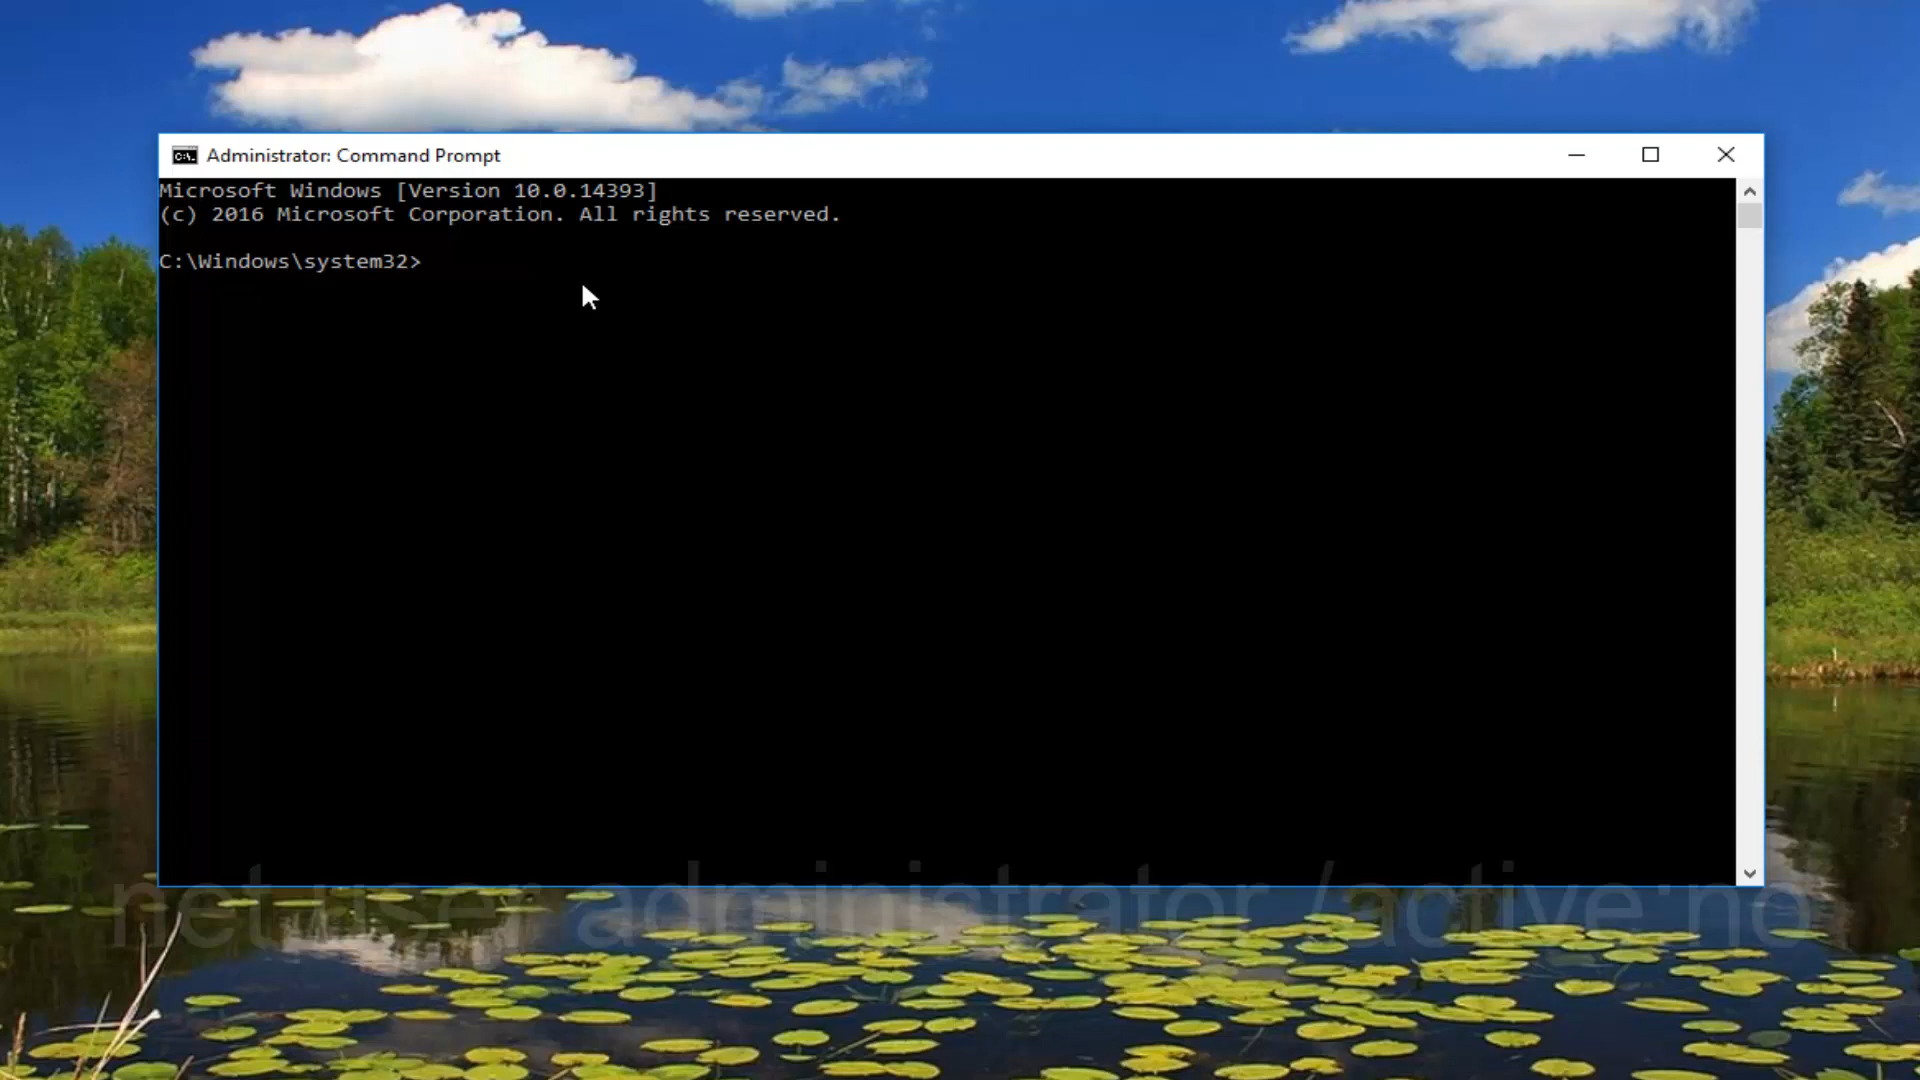 Administrator: Command Prompt
Microsoft Windows [Version 10.0.14393]
(c) 2016 Microsoft Corporation. All rights reserved.
C:\Windows\system32>
net user administrator /active:no